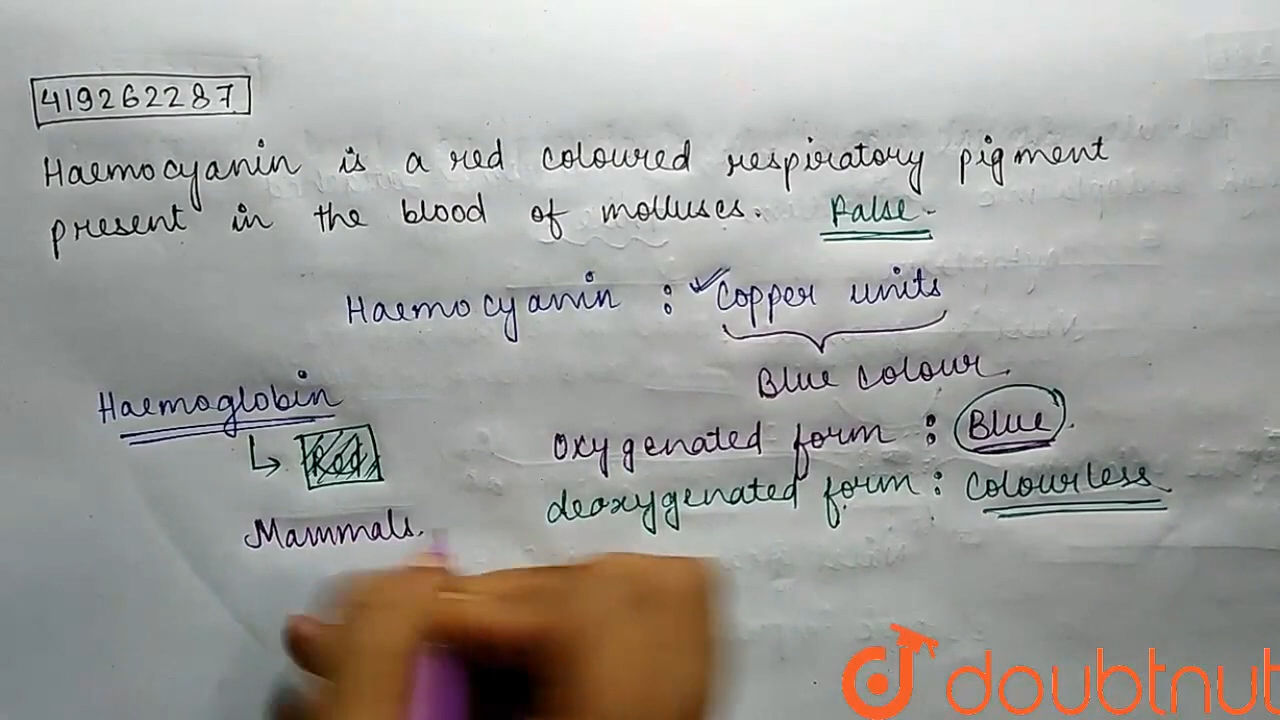 419262287
Haemocyanin is a red coloured respiratory pigment
present in the blood of molluscs. False.
Haemocyanin : Copper units
Blue colour.
Haemoglobin
Red
Mammals.
oxygenated form : Blue.
deoxygenated form : Colourless
doubtnut